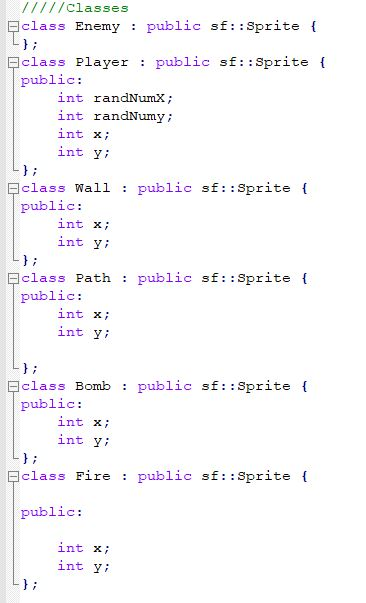 /////Classes
class Enemy : public sf::Sprite {
};
class Player : public sf::Sprite {
public:
    int randNumX;
    int randNumy;
    int x;
    int y;
};
class Wall : public sf::Sprite {
public:
    int x;
    int y;
};
class Path : public sf::Sprite {
public:
    int x;
    int y;

};
class Bomb : public sf::Sprite {
public:
    int x;
    int y;
};
class Fire : public sf::Sprite {

public:

    int x;
    int y;
};